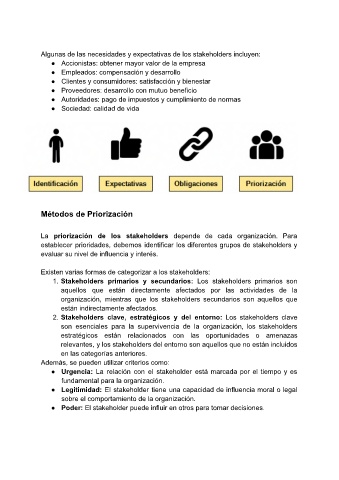 Algunas de las necesidades y expectativas de los stakeholders incluyen:
● Accionistas: obtener mayor valor de la empresa
● Empleados: compensación y desarrollo
● Clientes y consumidores: satisfacción y bienestar
● Proveedores: desarrollo con mutuo beneficio
● Autoridades: pago de impuestos y cumplimiento de normas
● Sociedad: calidad de vida
Identificación Expectativas Obligaciones Priorización
Métodos de Priorización
La priorización de los stakeholders depende de cada organización. Para
establecer prioridades, debemos identificar los diferentes grupos de stakeholders y
evaluar su nivel de influencia y interés.
Existen varias formas de categorizar a los stakeholders:
1. Stakeholders primarios y secundarios: Los stakeholders primarios son
aquellos que están directamente afectados por las actividades de la
organización, mientras que los stakeholders secundarios son aquellos que
están indirectamente afectados.
2. Stakeholders clave, estratégicos y del entorno: Los stakeholders clave
son esenciales para la supervivencia de la organización, los stakeholders
estratégicos están relacionados con las oportunidades o amenazas
relevantes, y los stakeholders del entorno son aquellos que no están incluidos
en las categorías anteriores.
Además, se pueden utilizar criterios como:
● Urgencia: La relación con el stakeholder está marcada por el tiempo y es
fundamental para la organización.
● Legitimidad: El stakeholder tiene una capacidad de influencia moral o legal
sobre el comportamiento de la organización.
● Poder: El stakeholder puede influir en otros para tomar decisiones.